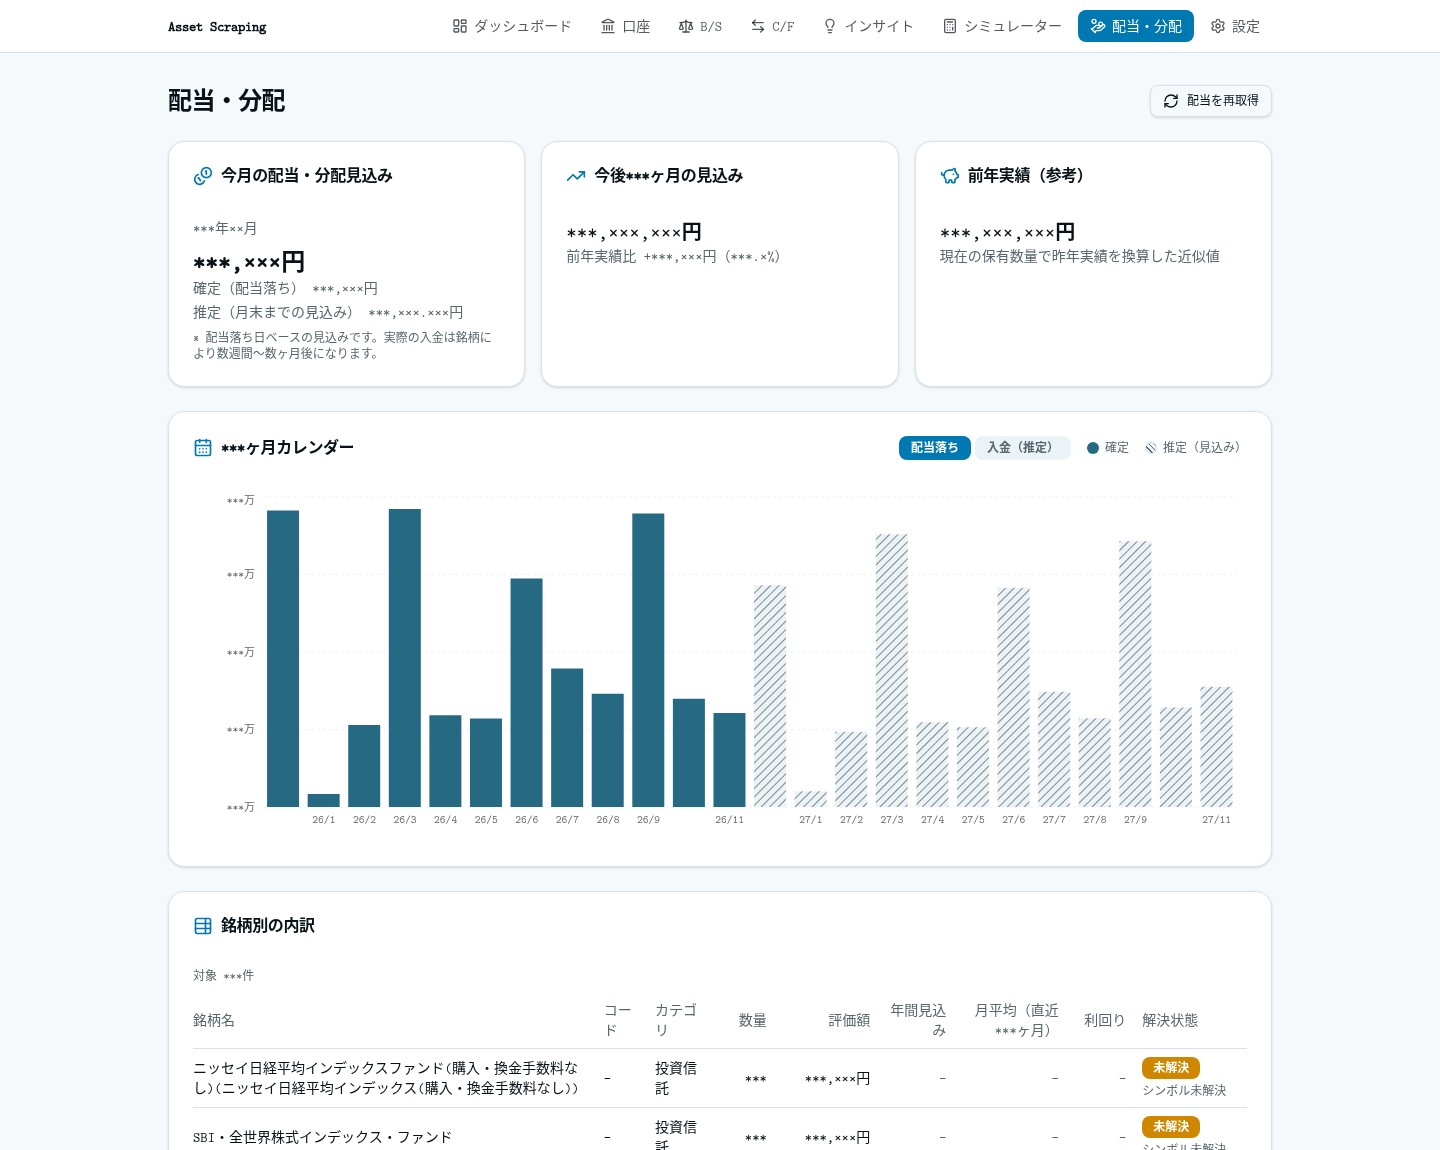 Asset Scraping
ダッシュボード 口座 B/S C/F インサイト シミュレーター 配当・分配 設定
配当・分配
配当を再取得
今月の配当・分配見込み
***年**月
***,×××円
確定（配当落ち） ***,×××円
推定（月末までの見込み） ***,×××.×××円
※ 配当落ち日ベースの見込みです。実際の入金は銘柄に
より数週間〜数ヶ月後になります。
今後***ヶ月の見込み
***,×××,×××円
前年実績比 +***,×××円（***.×%）
前年実績（参考）
***,×××,×××円
現在の保有数量で昨年実績を換算した近似値
***ヶ月カレンダー
配当落ち 入金（推定） 確定 推定（見込み）
***万
***万
***万
***万
***万
26/1 26/2 26/3 26/4 26/5 26/6 26/7 26/8 26/9 26/11 27/1 27/2 27/3 27/4 27/5 27/6 27/7 27/8 27/9 27/11
銘柄別の内訳
対象 ***件
銘柄名 コード カテゴリ 数量 評価額 年間見込み 月平均（直近***ヶ月） 利回り 解決状態
ニッセイ日経平均インデックスファンド(購入・換金手数料な
し)(ニッセイ日経平均インデックス(購入・換金手数料なし))
– 投資信託 *** ***,×××円 – – – 未解決
シンボル未解決
SBI・全世界株式インデックス・ファンド
– 投資信託 *** ***,×××円 – – – 未解決
シンボル未解決